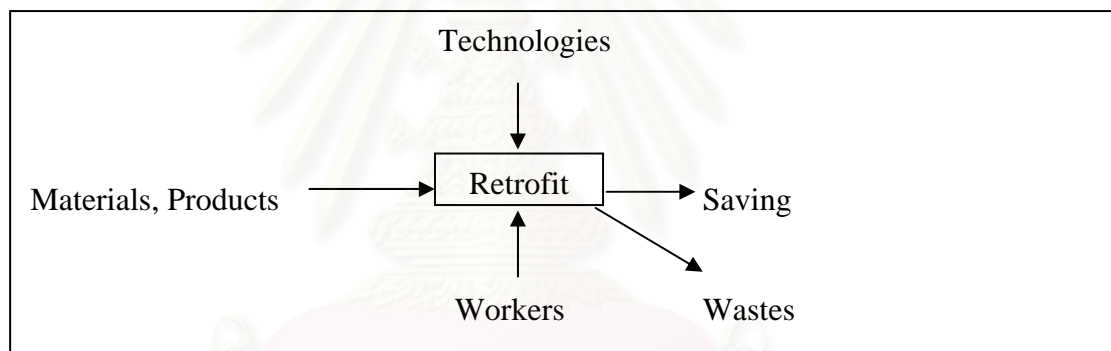 Technologies
Retrofit
Materials, Products
Saving
Workers
Wastes